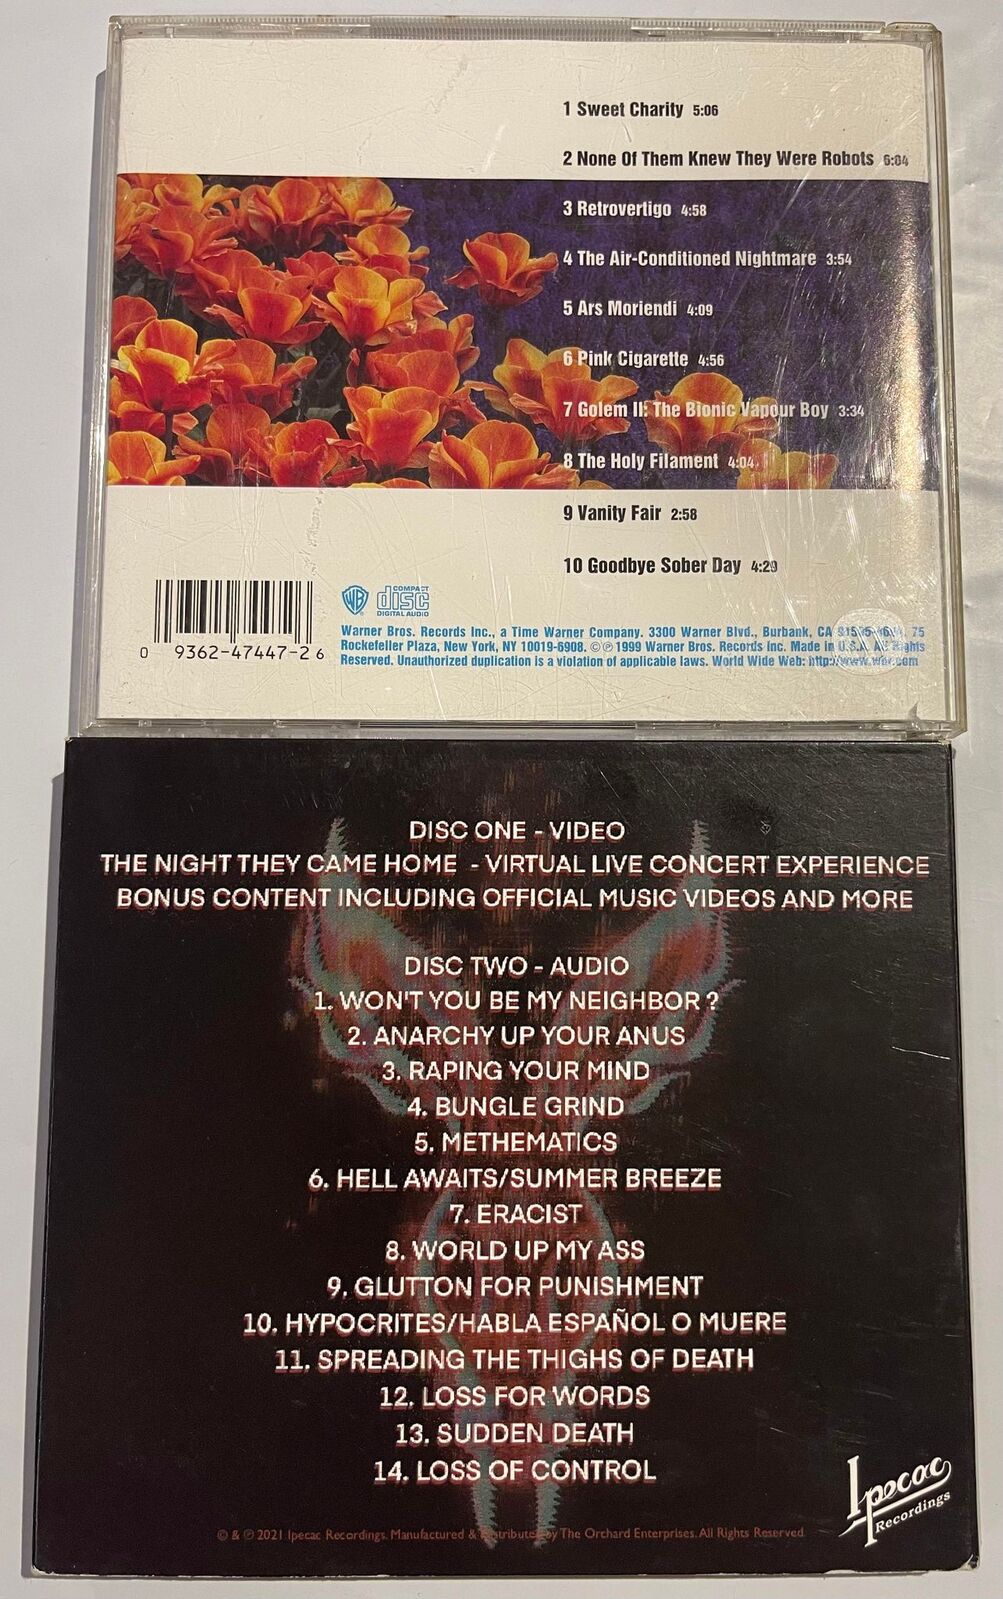 1 Sweet Charity 5:06
2 None Of Them Knew They Were Robots 6:04
3 Retrovertigo 4:58
4 The Air-Conditioned Nightmare 3:54
5 Ars Moriendi 4:09
6 Pink Cigarette 4:56
7 Golem II: The Bionic Vapour Boy 3:34
8 The Holy Filament 4:04
9 Vanity Fair 2:58
10 Goodbye Sober Day 4:29
0 9362-47447-2 6
WB COMPACT disc DIGITAL AUDIO
Warner Bros. Records Inc., a Time Warner Company. 3300 Warner Blvd., Burbank, CA 75
Rockefeller Plaza, New York, NY 10019-6908. ©℗ 1999 Warner Bros. Records Inc. Made in U.S.A. All Rights
Reserved. Unauthorized duplication is a violation of applicable laws. World Wide Web: http://www.wbr.com
DISC ONE - VIDEO
THE NIGHT THEY CAME HOME - VIRTUAL LIVE CONCERT EXPERIENCE
BONUS CONTENT INCLUDING OFFICIAL MUSIC VIDEOS AND MORE
DISC TWO - AUDIO
1. WON'T YOU BE MY NEIGHBOR?
2. ANARCHY UP YOUR ANUS
3. RAPING YOUR MIND
4. BUNGLE GRIND
5. METHEMATICS
6. HELL AWAITS/SUMMER BREEZE
7. ERACIST
8. WORLD UP MY ASS
9. GLUTTON FOR PUNISHMENT
10. HYPOCRITES/HABLA ESPAÑOL O MUERE
11. SPREADING THE THIGHS OF DEATH
12. LOSS FOR WORDS
13. SUDDEN DEATH
14. LOSS OF CONTROL
Ipecac
Recordings
© & ℗ 2021 Ipecac Recordings. Manufactured & Distributed by The Orchard Enterprises. All Rights Reserved.